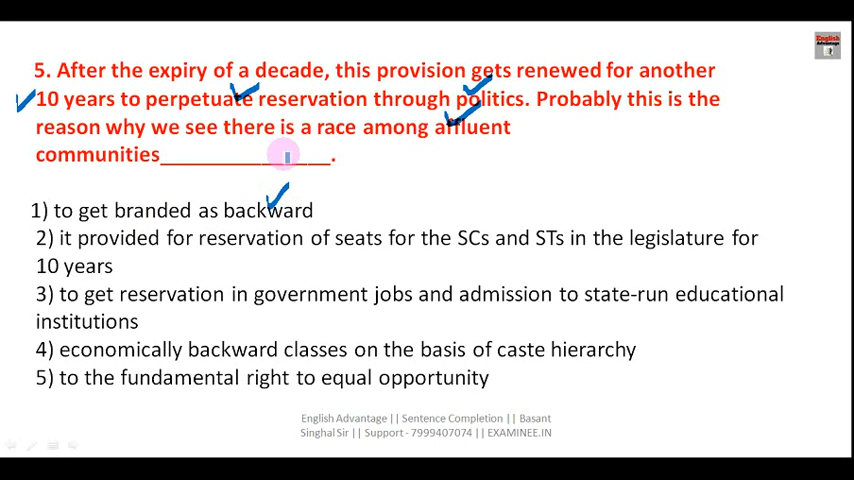 English
Advantage
5. After the expiry of a decade, this provision gets renewed for another
10 years to perpetuate reservation through politics. Probably this is the
reason why we see there is a race among affluent
communities________________.
1) to get branded as backward
2) it provided for reservation of seats for the SCs and STs in the legislature for
10 years
3) to get reservation in government jobs and admission to state-run educational
institutions
4) economically backward classes on the basis of caste hierarchy
5) to the fundamental right to equal opportunity
English Advantage || Sentence Completion || Basant
Singhal Sir || Support - 7999407074 || EXAMINEE.IN